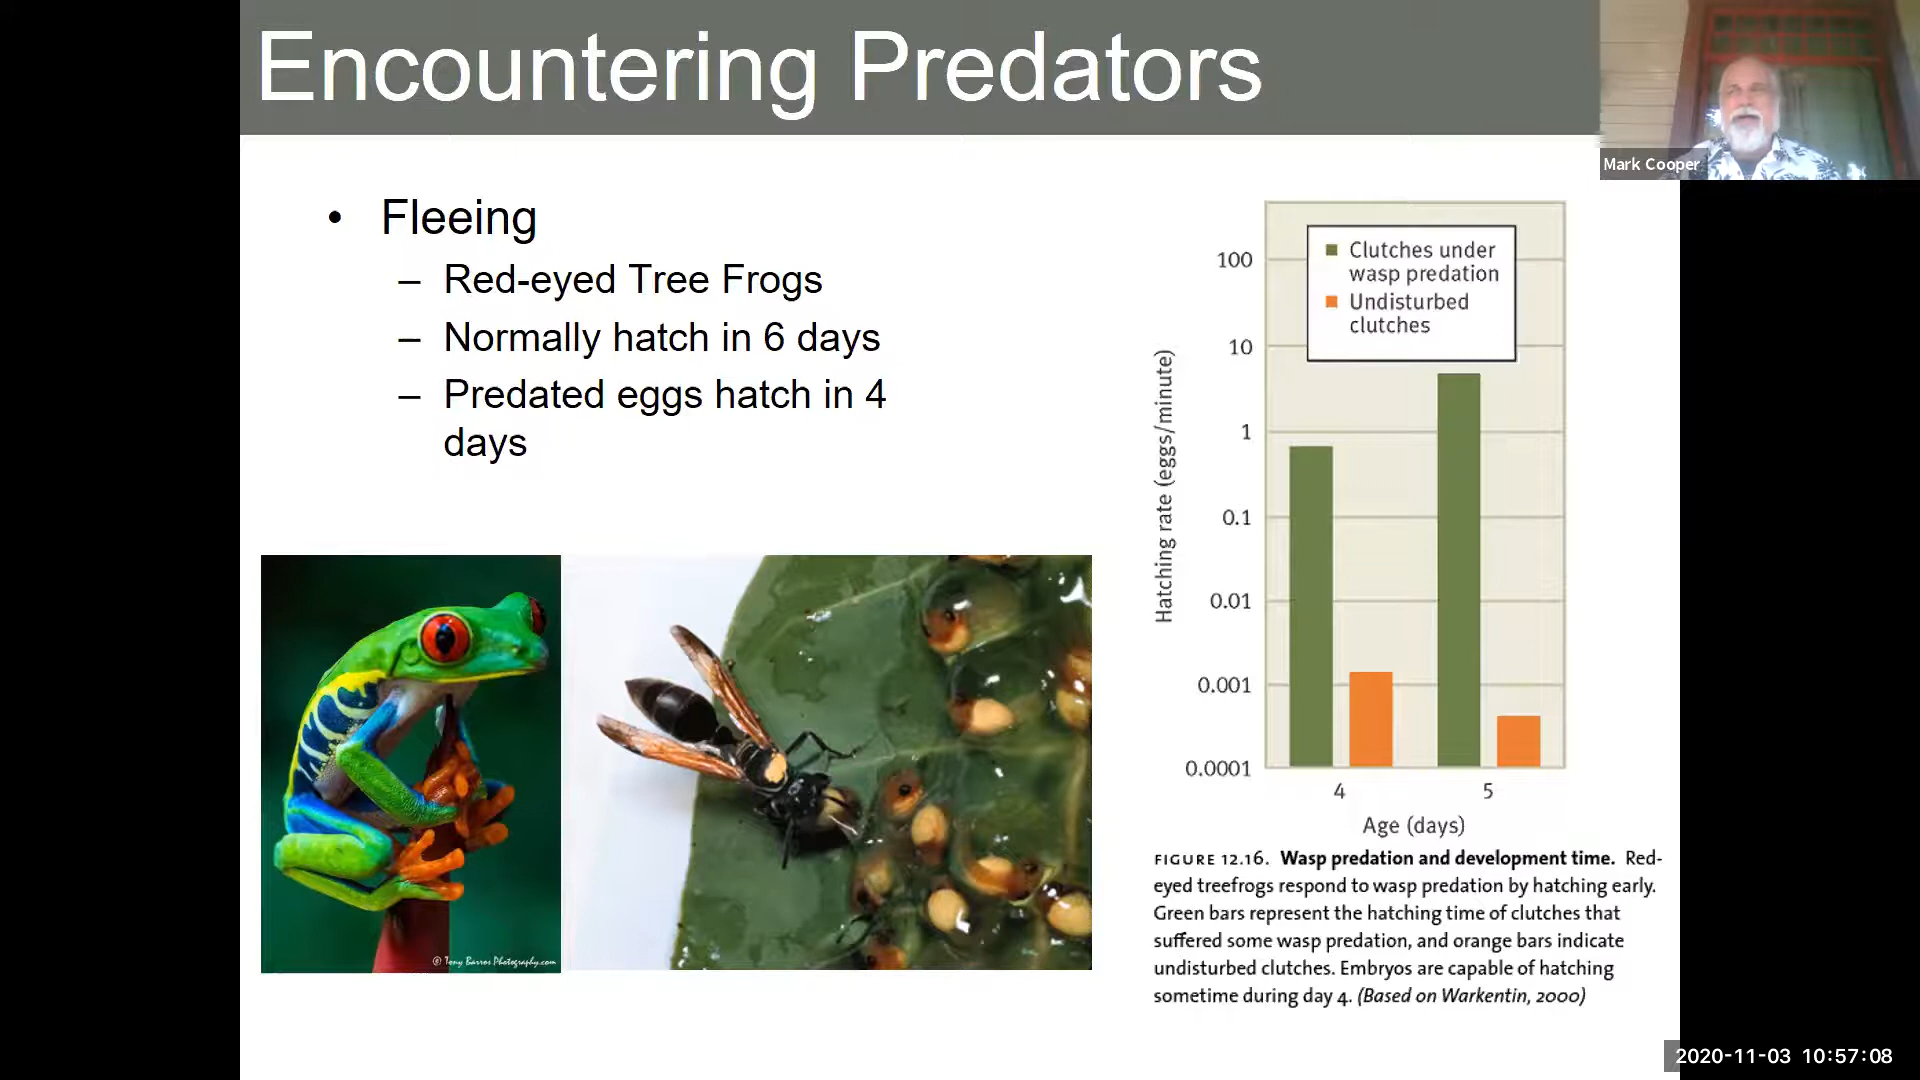 Encountering Predators
Mark Cooper
• Fleeing
– Red-eyed Tree Frogs
– Normally hatch in 6 days
– Predated eggs hatch in 4
days
© Tony Barros Photography.com
Clutches under
wasp predation
Undisturbed
clutches
Hatching rate (eggs/minute)
100
10
1
0.1
0.01
0.001
0.0001
4 5
Age (days)
FIGURE 12.16. Wasp predation and development time. Red-
eyed treefrogs respond to wasp predation by hatching early.
Green bars represent the hatching time of clutches that
suffered some wasp predation, and orange bars indicate
undisturbed clutches. Embryos are capable of hatching
sometime during day 4. (Based on Warkentin, 2000)
2020-11-03 10:57:08